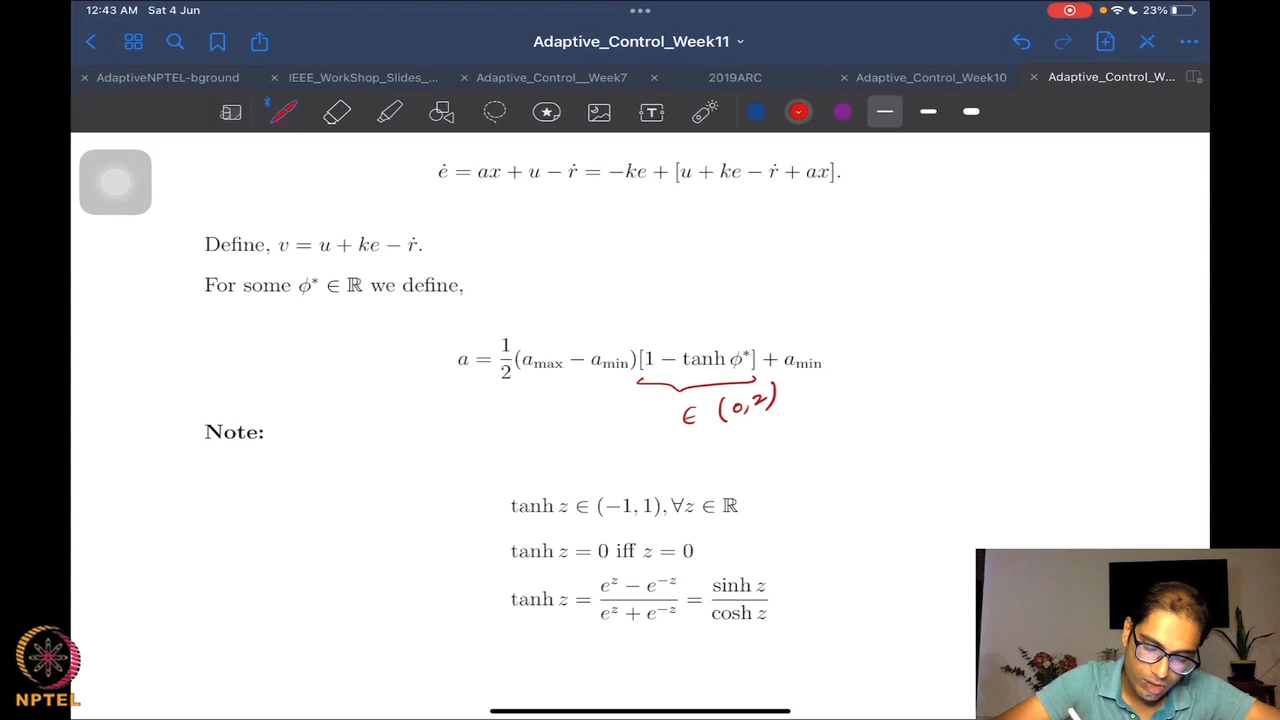 12:43 AM Sat 4 Jun
23%
Adaptive_Control_Week11
AdaptiveNPTEL-bground
IEEE_WorkShop_Slides_...
Adaptive_Control__Week7
2019ARC
Adaptive_Control_Week10
Adaptive_Control_W...
ė = ax + u − ṙ = −ke + [u + ke − ṙ + ax].
Define, v = u + ke − ṙ.
For some ϕ* ∈ ℝ we define,
a = 1/2 (a_max − a_min)[1 − tanh ϕ*] + a_min
∈ (0,2)
Note:
tanh z ∈ (−1, 1), ∀z ∈ ℝ
tanh z = 0 iff z = 0
tanh z = (e^z − e^−z)/(e^z + e^−z) = sinh z/cosh z
NPTEL